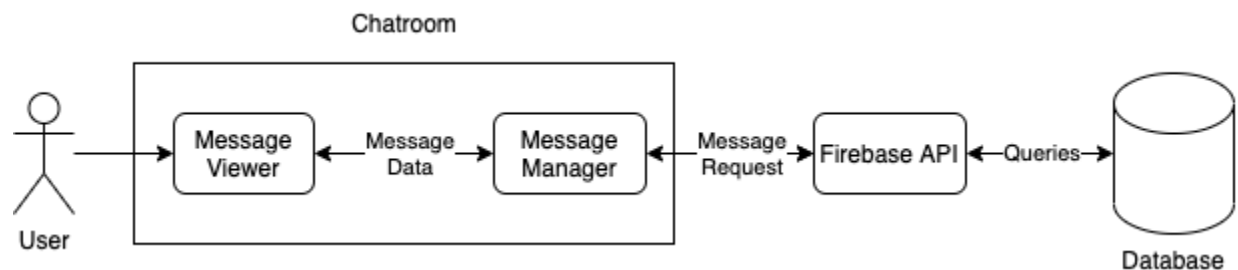 Chatroom
Message
Viewer
Message
Data
Message
Manager
Message
Request
Firebase API
Queries
User
Database